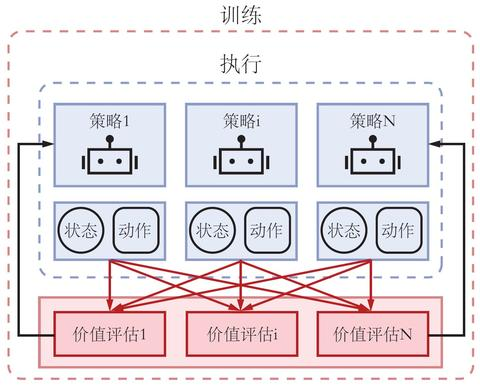 训练
执行
策略1 策略i 策略N
状态 动作 状态 动作 状态 动作
价值评估1 价值评估i 价值评估N